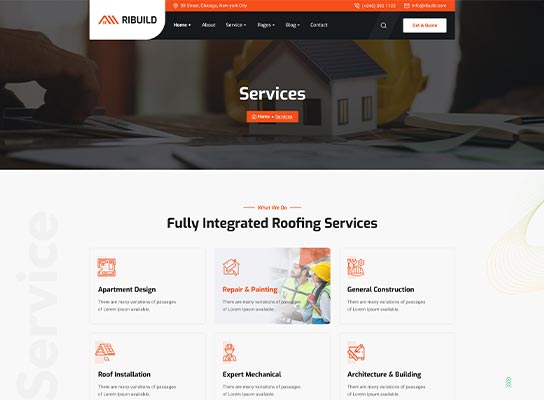 RIBUILD
59 Street, Chicago, New york City
Info@ribuild.com
Home +
About
Service +
Pages +
Blog +
Contact
Get A Quote
Services
Home • Services
What We Do
Fully Integrated Roofing Services
Service
Apartment Design
There are many variations of passages
of Lorem Ipsum available.
Repair & Painting
There are many variations of passages
of Lorem Ipsum available.
General Construction
There are many variations of passages
of Lorem Ipsum available.
Roof Installation
There are many variations of passages
of Lorem Ipsum available.
Expert Mechanical
There are many variations of passages
of Lorem Ipsum available.
Architecture & Building
There are many variations of passages
of Lorem Ipsum available.